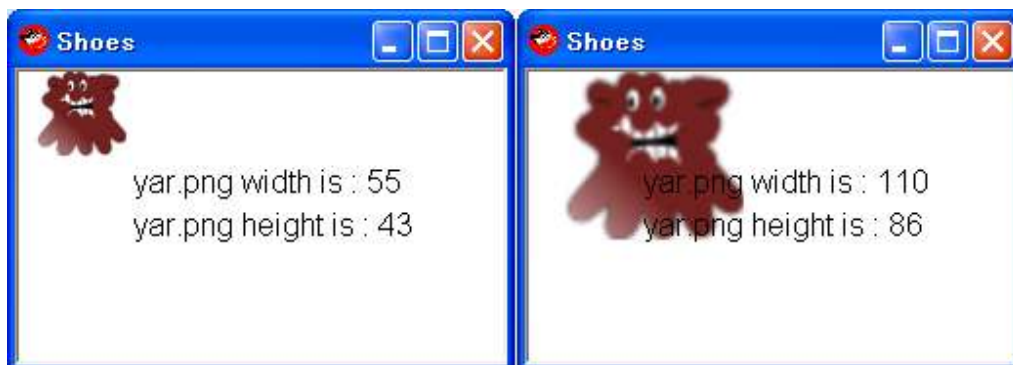 Shoes
yar.png width is : 55
yar.png height is : 43
Shoes
yar.png width is : 110
yar.png height is : 86